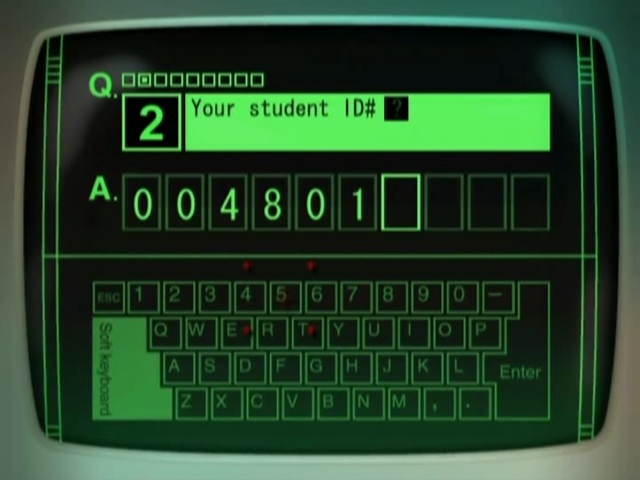 Q.
2
Your student ID# ?
A. 004801
ESC 1 2 3 4 5 6 7 8 9 0 —
Q W E R T Y U I O P
A S D F G H J K L Enter
Z X C V B N M , .
Soft keyboard